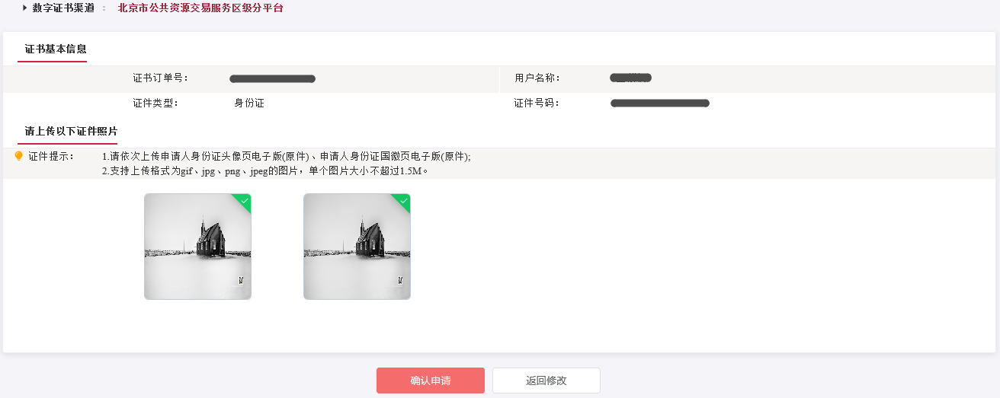 数字证书渠道 : 北京市公共资源交易服务区级分平台
证书基本信息
证书订单号: 用户名称:
证件类型: 身份证 证件号码:
请上传以下证件照片
证件提示: 1.请依次上传申请人身份证头像页电子版(原件)、申请人身份证国徽页电子版(原件);
2.支持上传格式为gif、jpg、png、jpeg的图片，单个图片大小不超过1.5M。
确认申请 返回修改